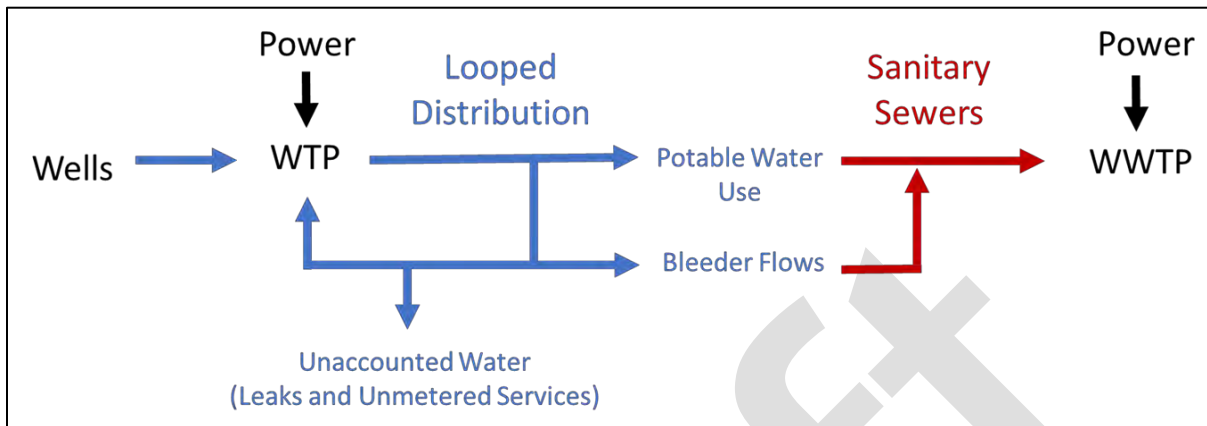 Power
Power
Looped
Distribution
Sanitary
Sewers
Wells
WTP
Potable Water
Use
WWTP
Bleeder Flows
Unaccounted Water
(Leaks and Unmetered Services)